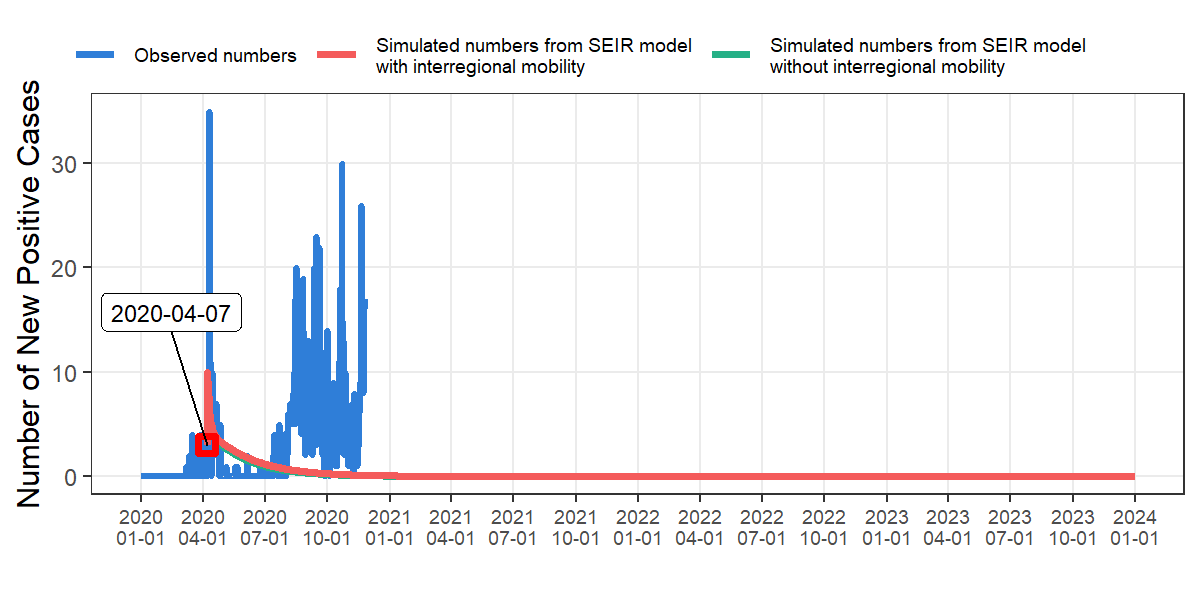 Observed numbers
Simulated numbers from SEIR model
with interregional mobility
Simulated numbers from SEIR model
without interregional mobility
Number of New Positive Cases
30
20
10
0
2020-04-07
2020 2020 2020 2020 2021 2021 2021 2021 2022 2022 2022 2022 2023 2023 2023 2023 2024
01-01 04-01 07-01 10-01 01-01 04-01 07-01 10-01 01-01 04-01 07-01 10-01 01-01 04-01 07-01 10-01 01-01